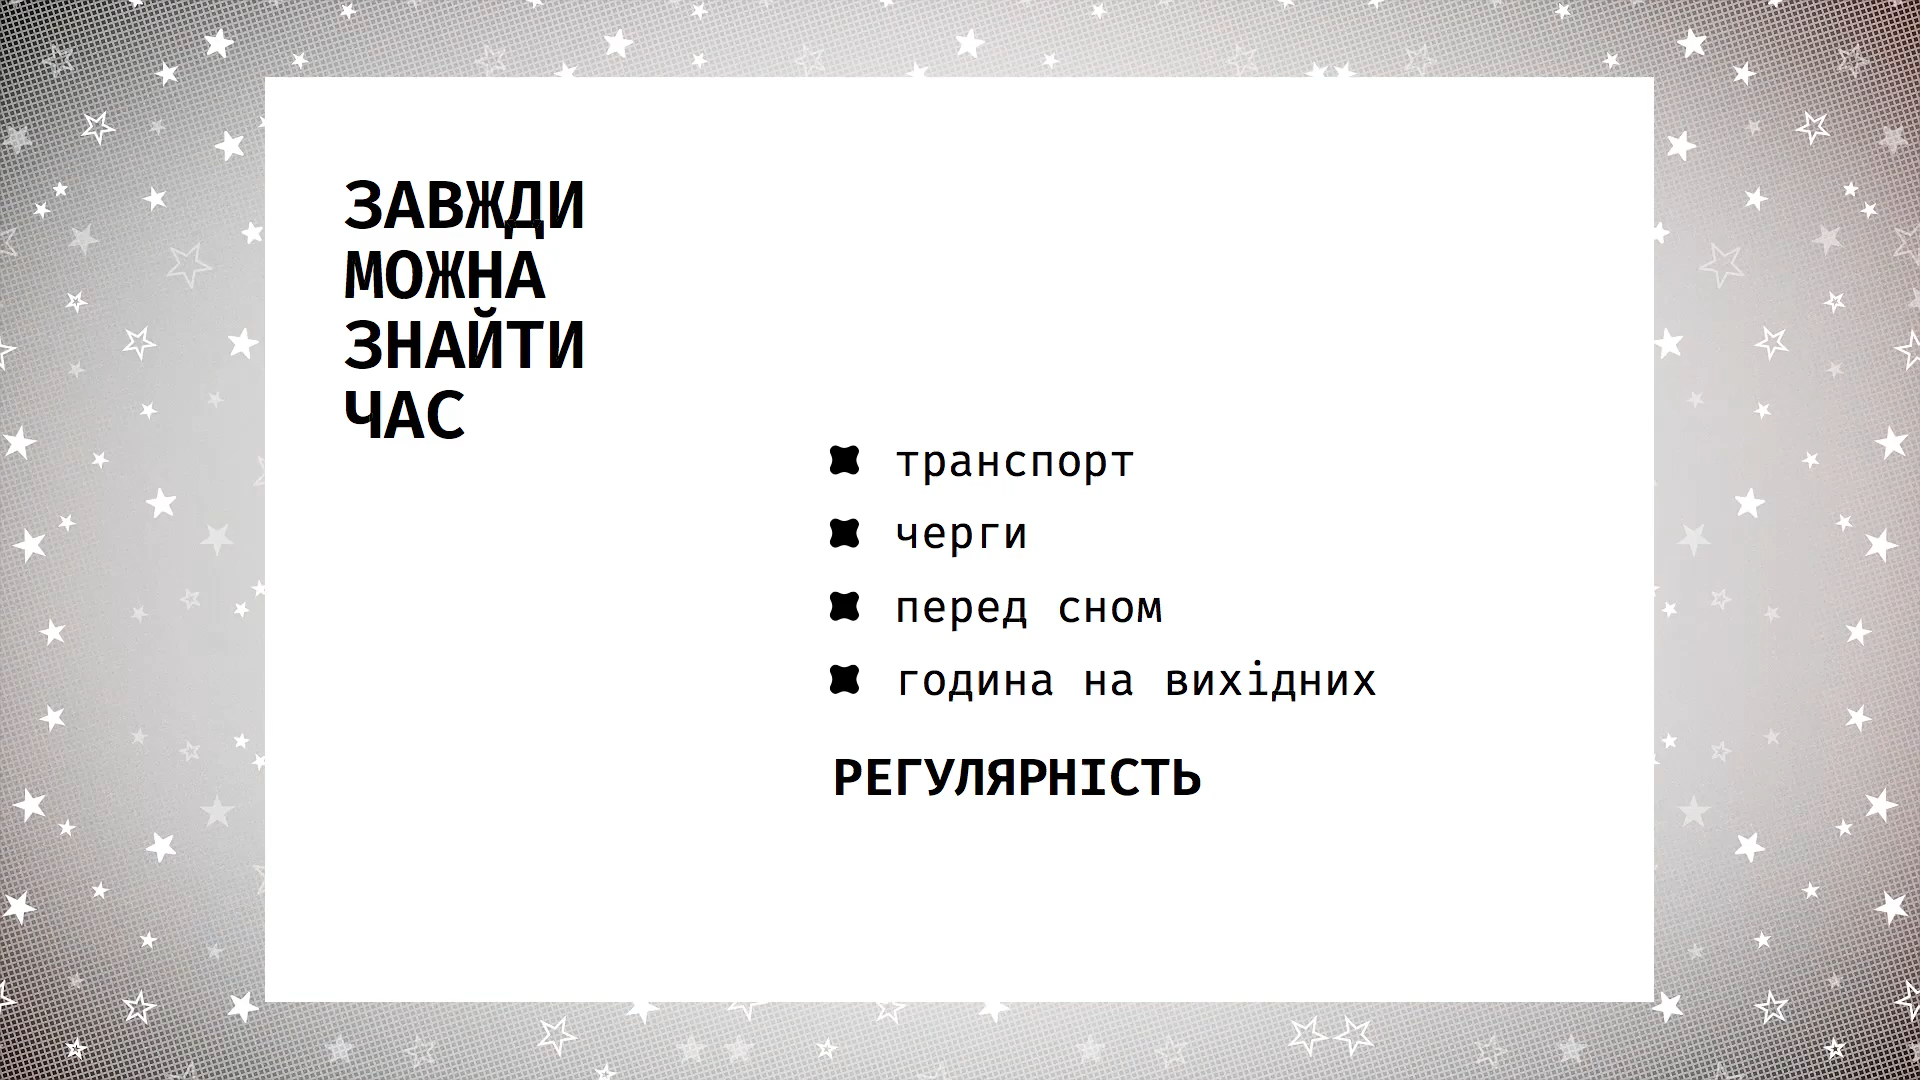 ЗАВЖДИ
МОЖНА
ЗНАЙТИ
ЧАС
транспорт
черги
перед сном
година на вихідних
РЕГУЛЯРНІСТЬ